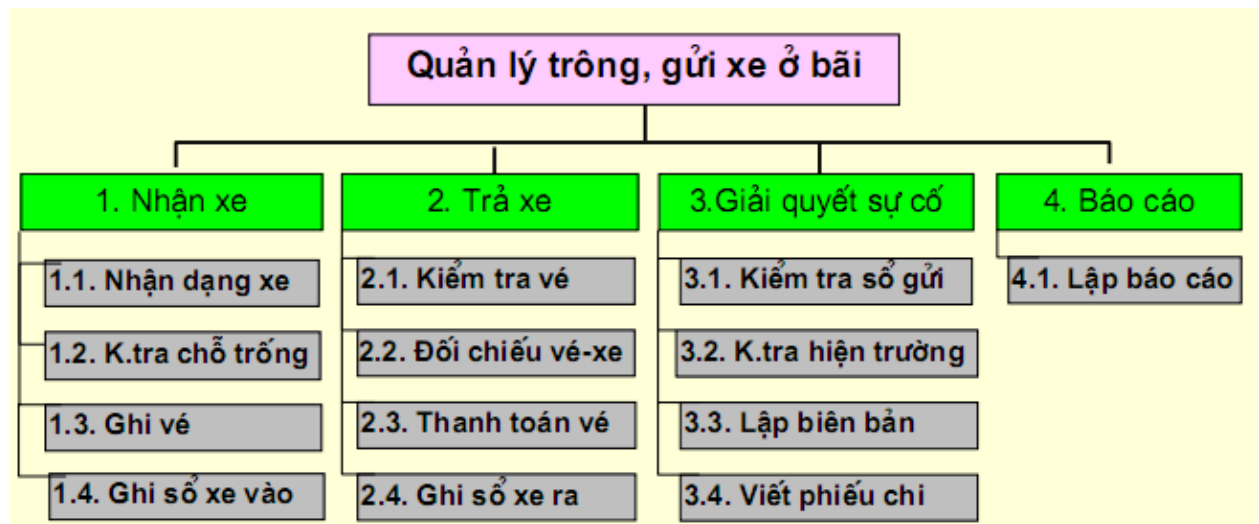 Quản lý trông, gửi xe ở bãi
1. Nhận xe
1.1. Nhận dạng xe
1.2. K.tra chỗ trống
1.3. Ghi vé
1.4. Ghi sổ xe vào
2. Trả xe
2.1. Kiểm tra vé
2.2. Đối chiếu vé-xe
2.3. Thanh toán vé
2.4. Ghi sổ xe ra
3.Giải quyết sự cố
3.1. Kiểm tra sổ gửi
3.2. K.tra hiện trường
3.3. Lập biên bản
3.4. Viết phiếu chi
4. Báo cáo
4.1. Lập báo cáo